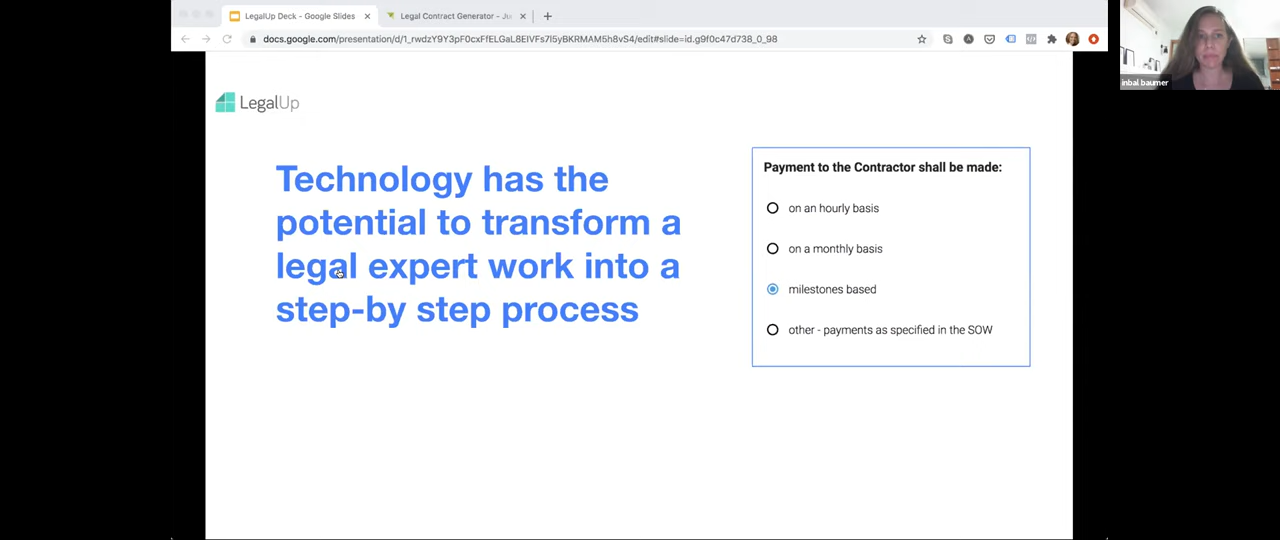 LegalUp Deck - Google Slides
Legal Contract Generator - Ju
docs.google.com/presentation/d/1_rwdzY9Y3pF0cxFfELGaL8EIVFs7I5yBKRMAM5h8vS4/edit#slide=id.g9f0c47d738_0_98
inbal baumer
LegalUp
Technology has the
potential to transform a
legal expert work into a
step-by step process
Payment to the Contractor shall be made:
on an hourly basis
on a monthly basis
milestones based
other - payments as specified in the SOW